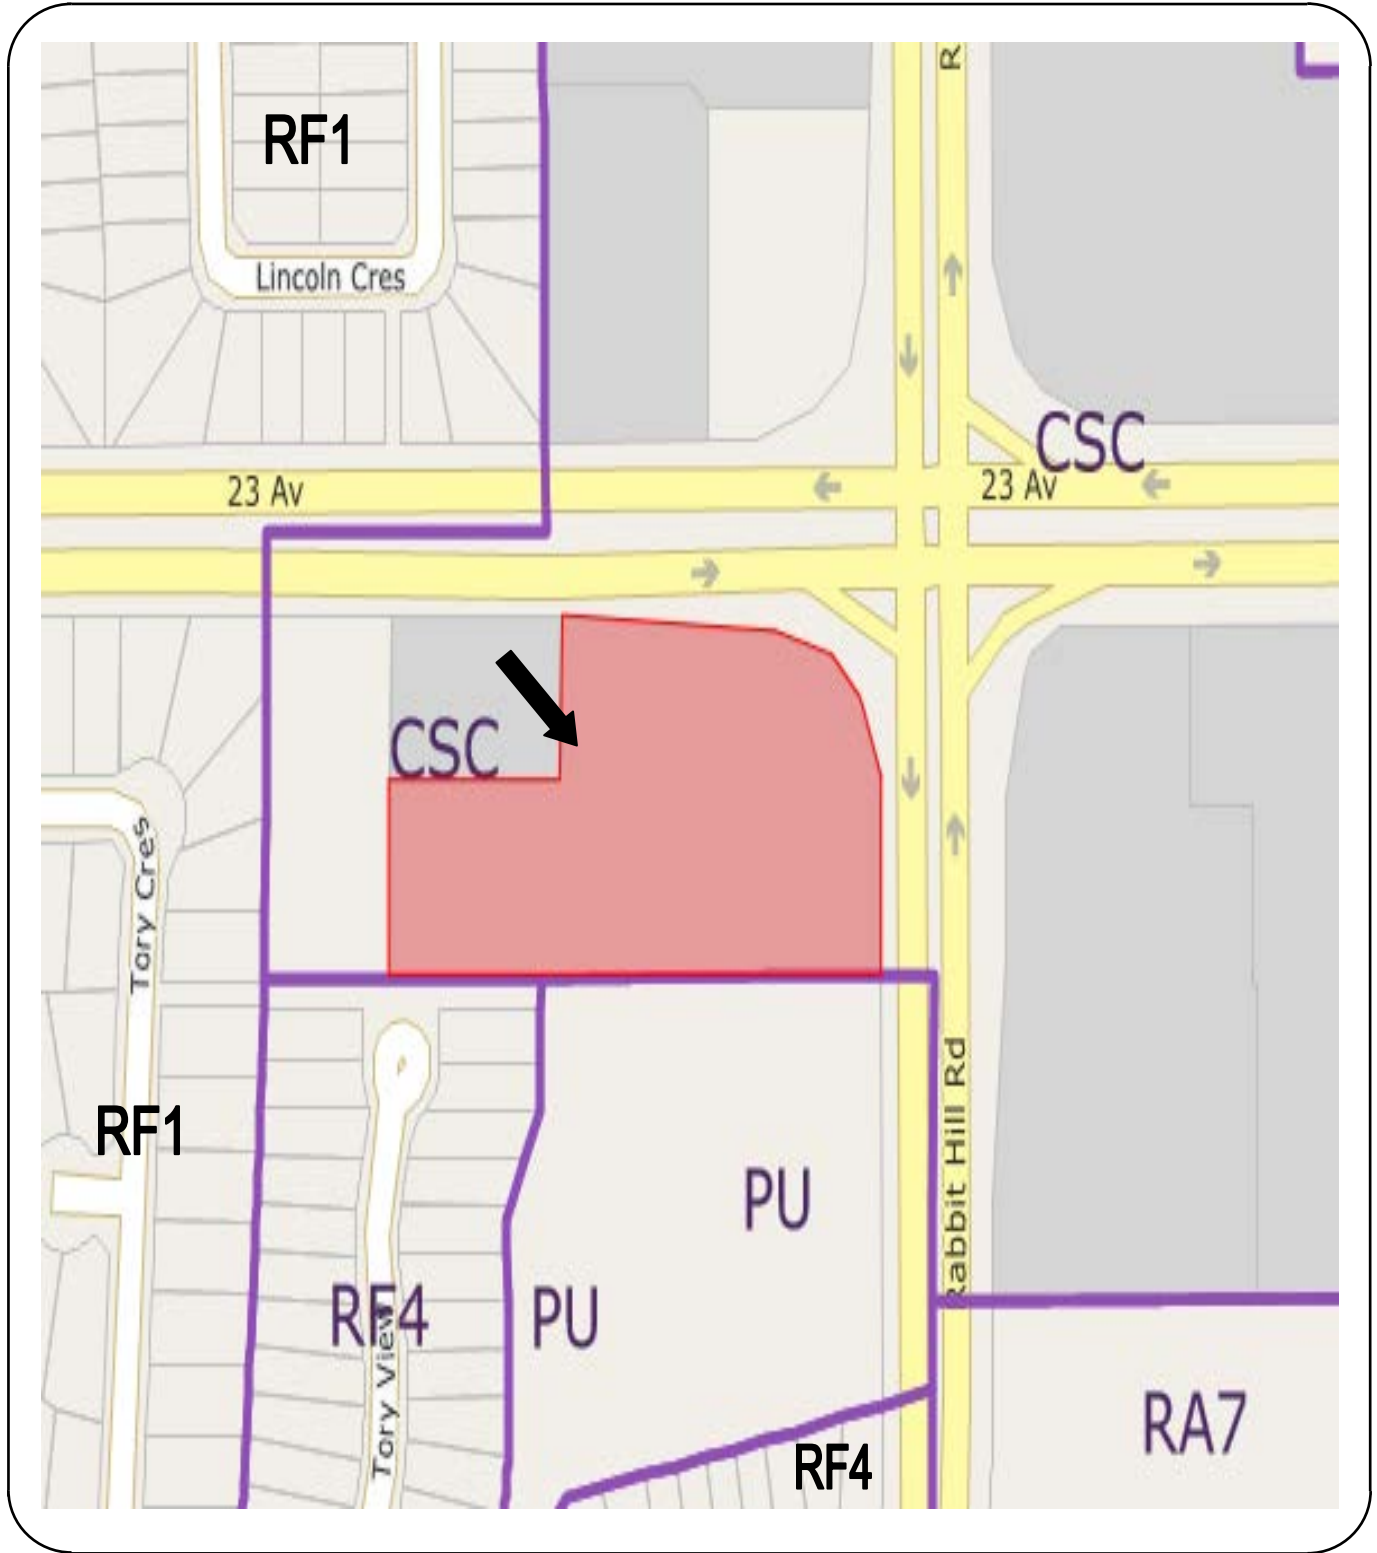 R
RF1
Lincoln Cres
CSC
23 Av
23 Av
CSC
Tory Cres
Rabbit Hill Rd
RF1
PU
RF4
PU
Tory View
RA7
RF4